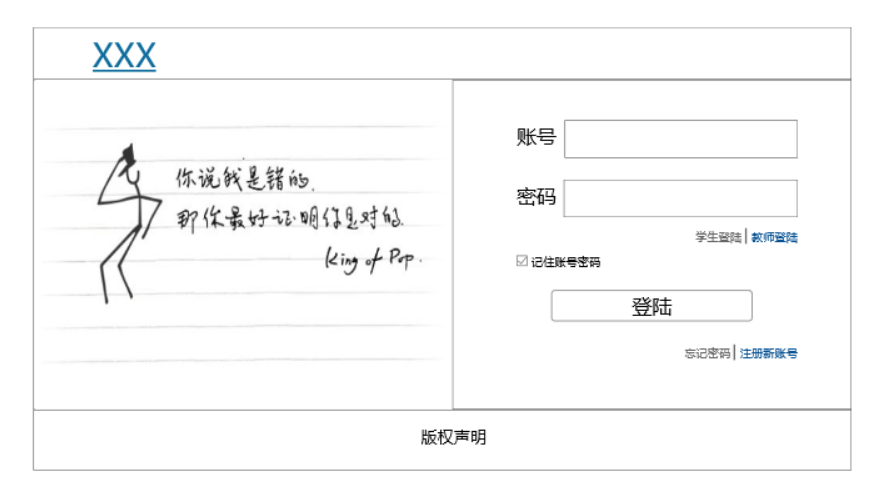 XXX
你说我是错的.
那你最好证明你是对的.
King of Pop.
账号
密码
学生登陆|教师登陆
记住账号密码
登陆
忘记密码|注册新账号
版权声明